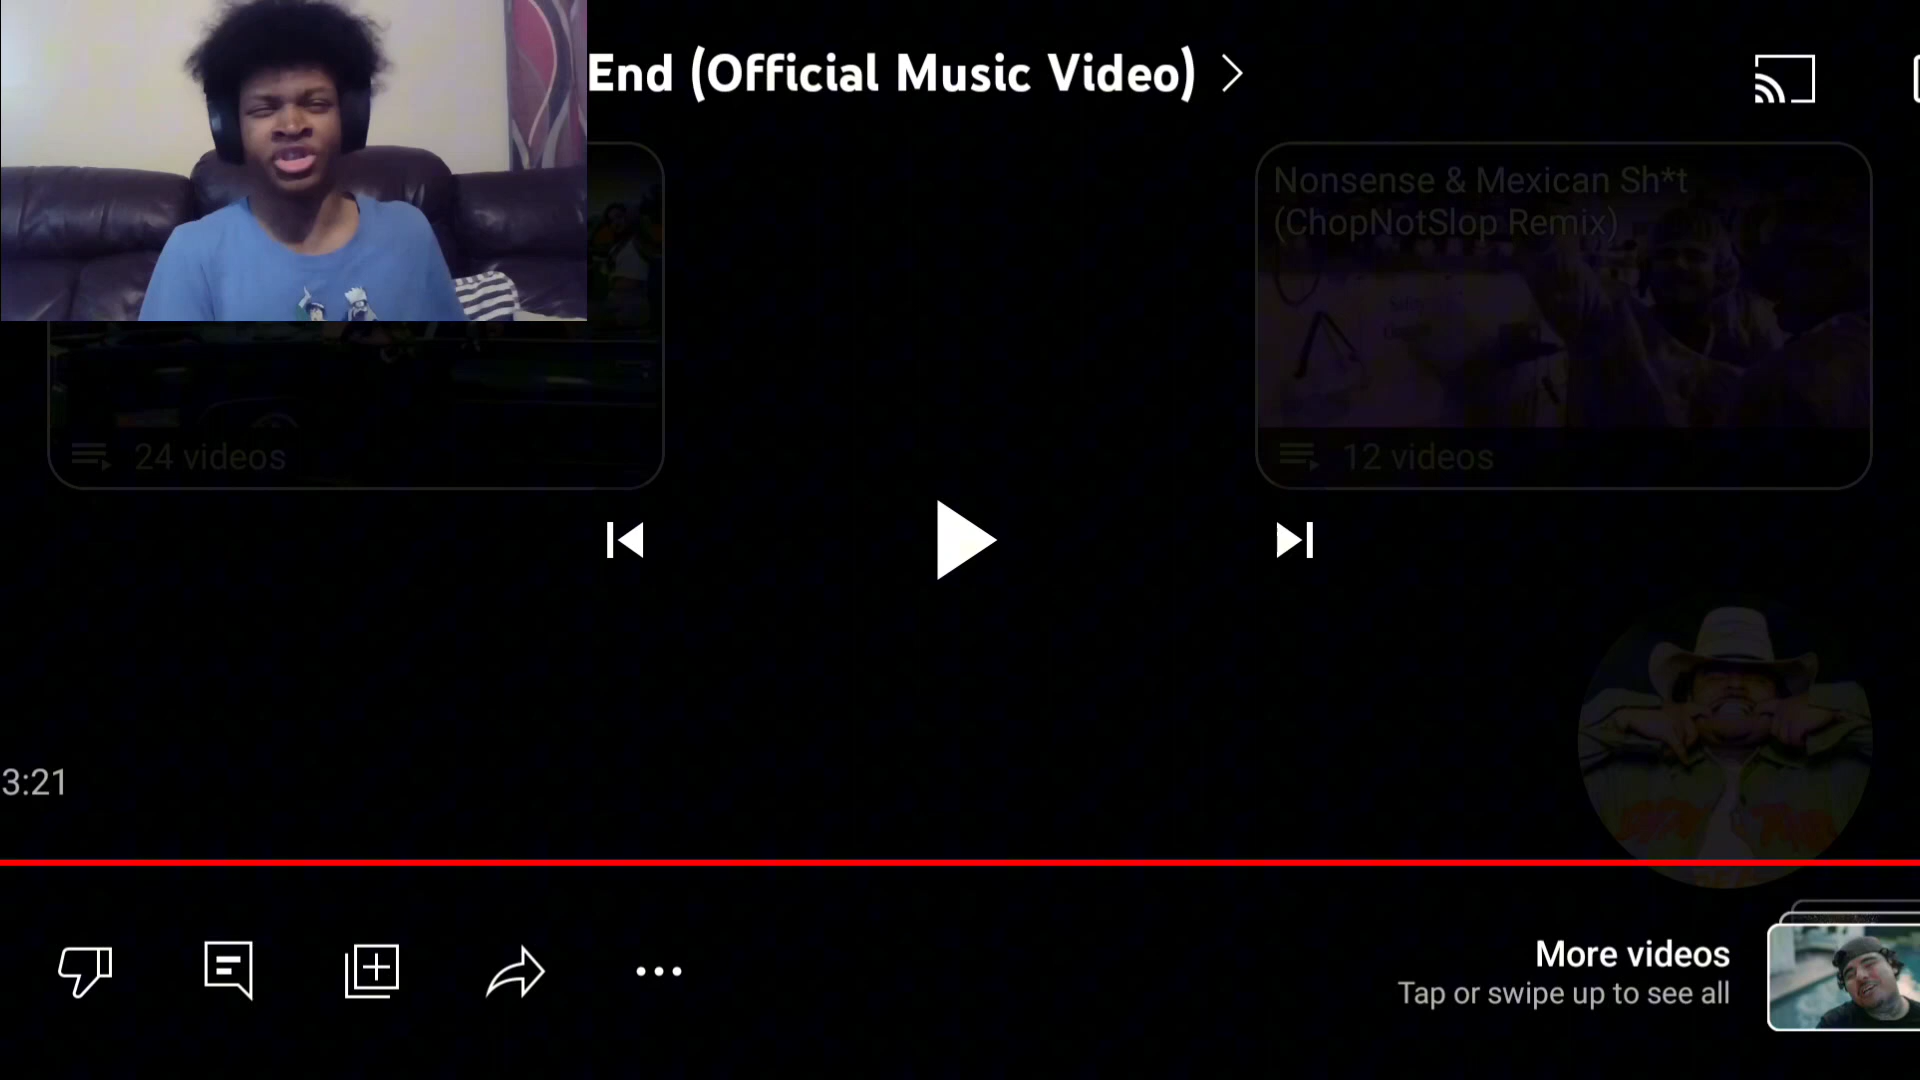 End (Official Music Video)
Nonsense & Mexican Sh*t
(ChopNotSlop Remix)
24 videos
12 videos
3:21
More videos
Tap or swipe up to see all